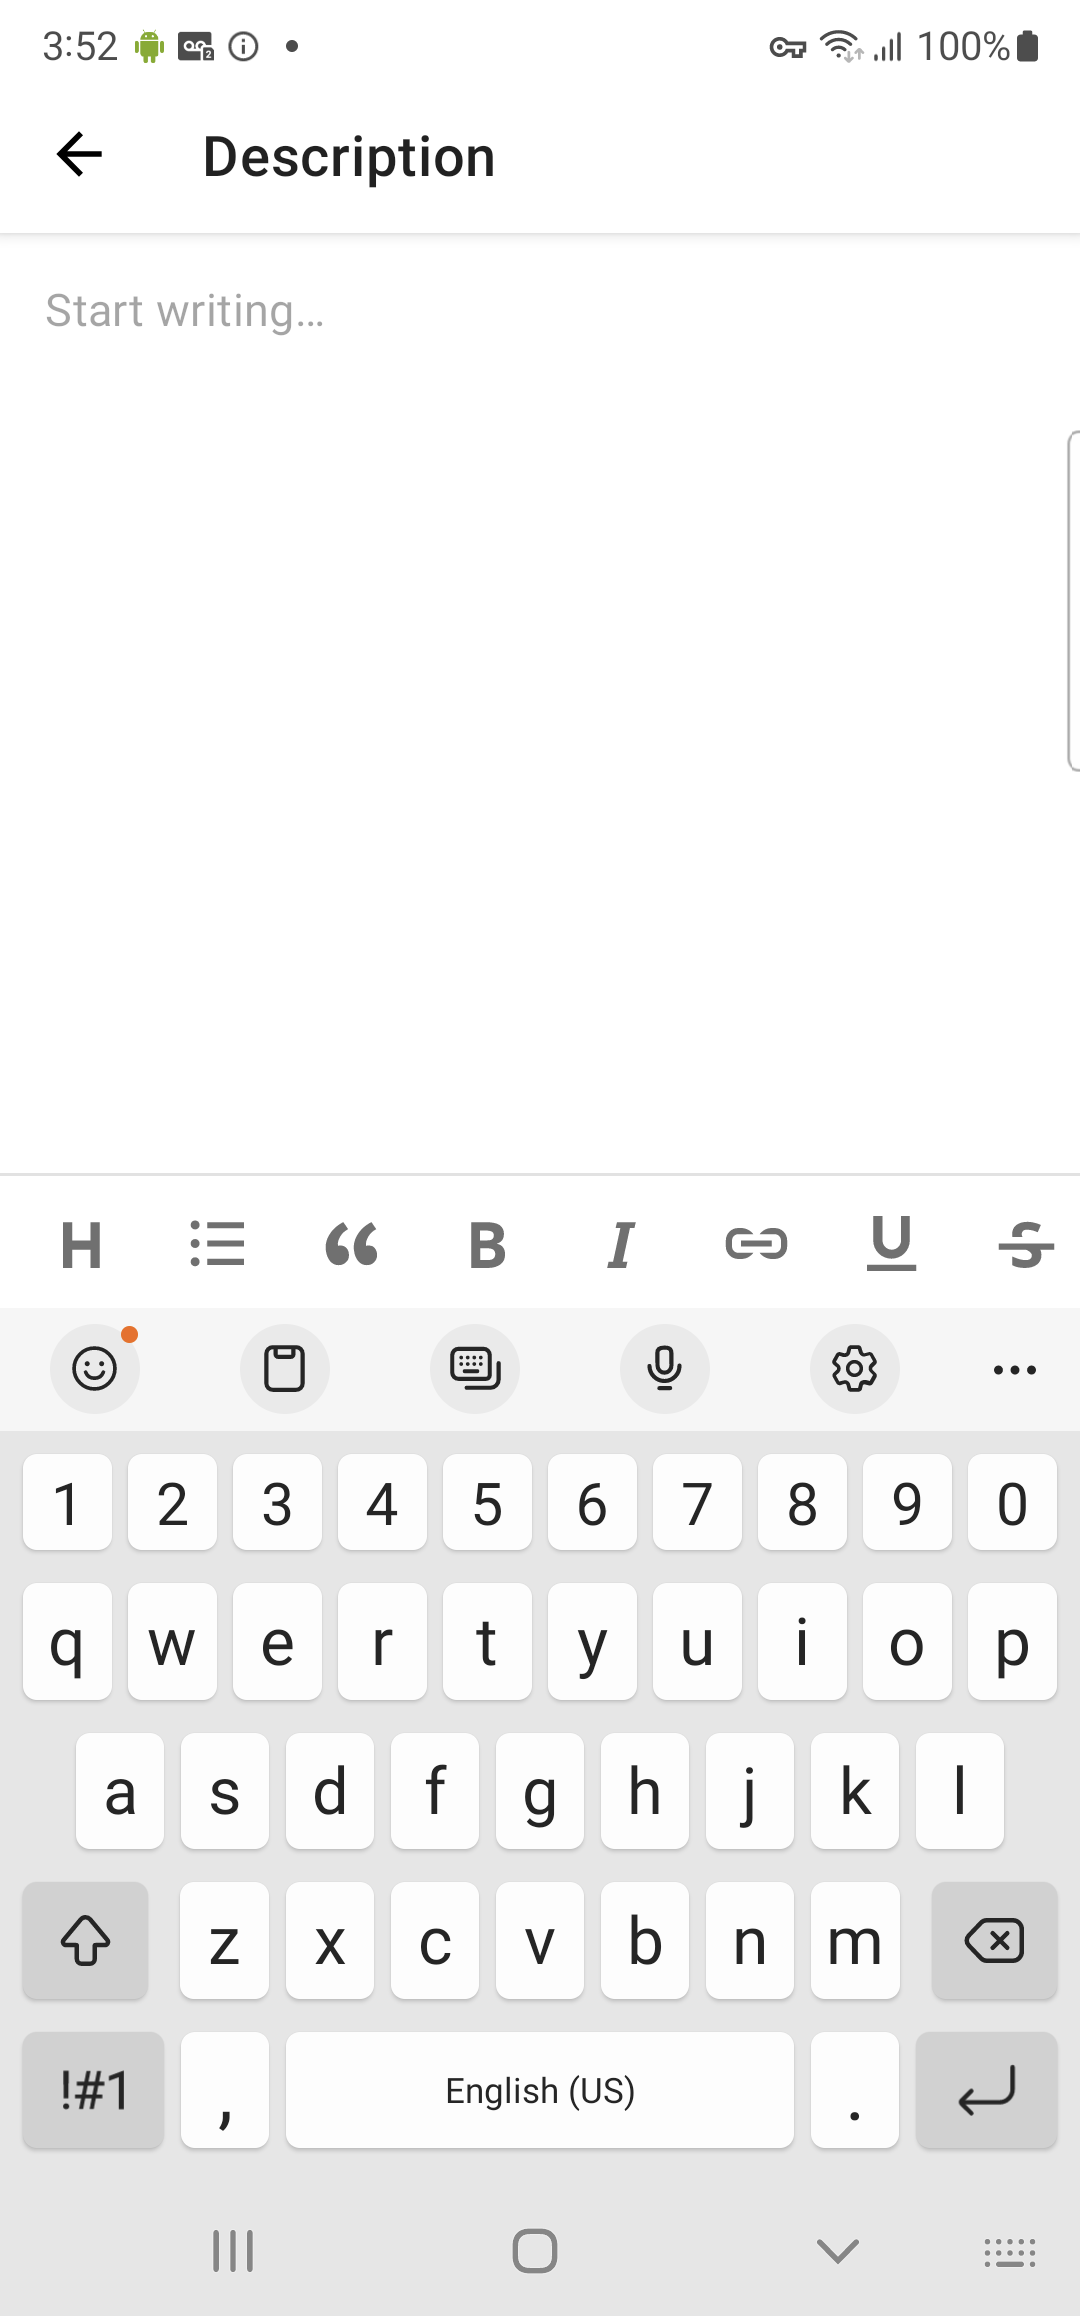 3:52 100%
Description
Start writing...
H B I U S
1 2 3 4 5 6 7 8 9 0
q w e r t y u i o p
a s d f g h j k l
z x c v b n m
!#1 , English (US) .